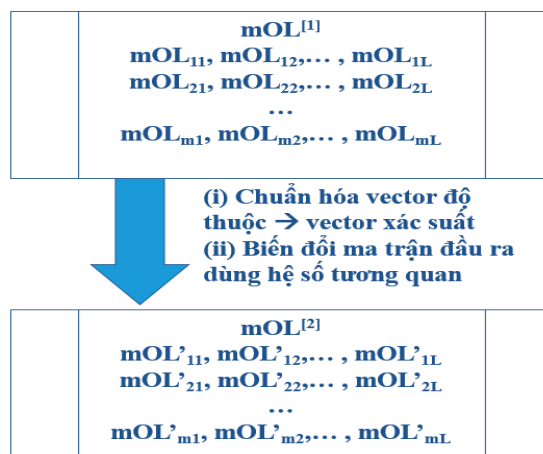 mOL[1]
mOL11, mOL12,… , mOL1L
mOL21, mOL22,… , mOL2L
…
mOLm1, mOLm2,… , mOLmL
(i) Chuẩn hóa vector độ
thuộc → vector xác suất
(ii) Biến đổi ma trận đầu ra
dùng hệ số tương quan
mOL[2]
mOL'11, mOL'12,… , mOL'1L
mOL'21, mOL'22,… , mOL'2L
…
mOL'm1, mOL'm2,… , mOL'mL